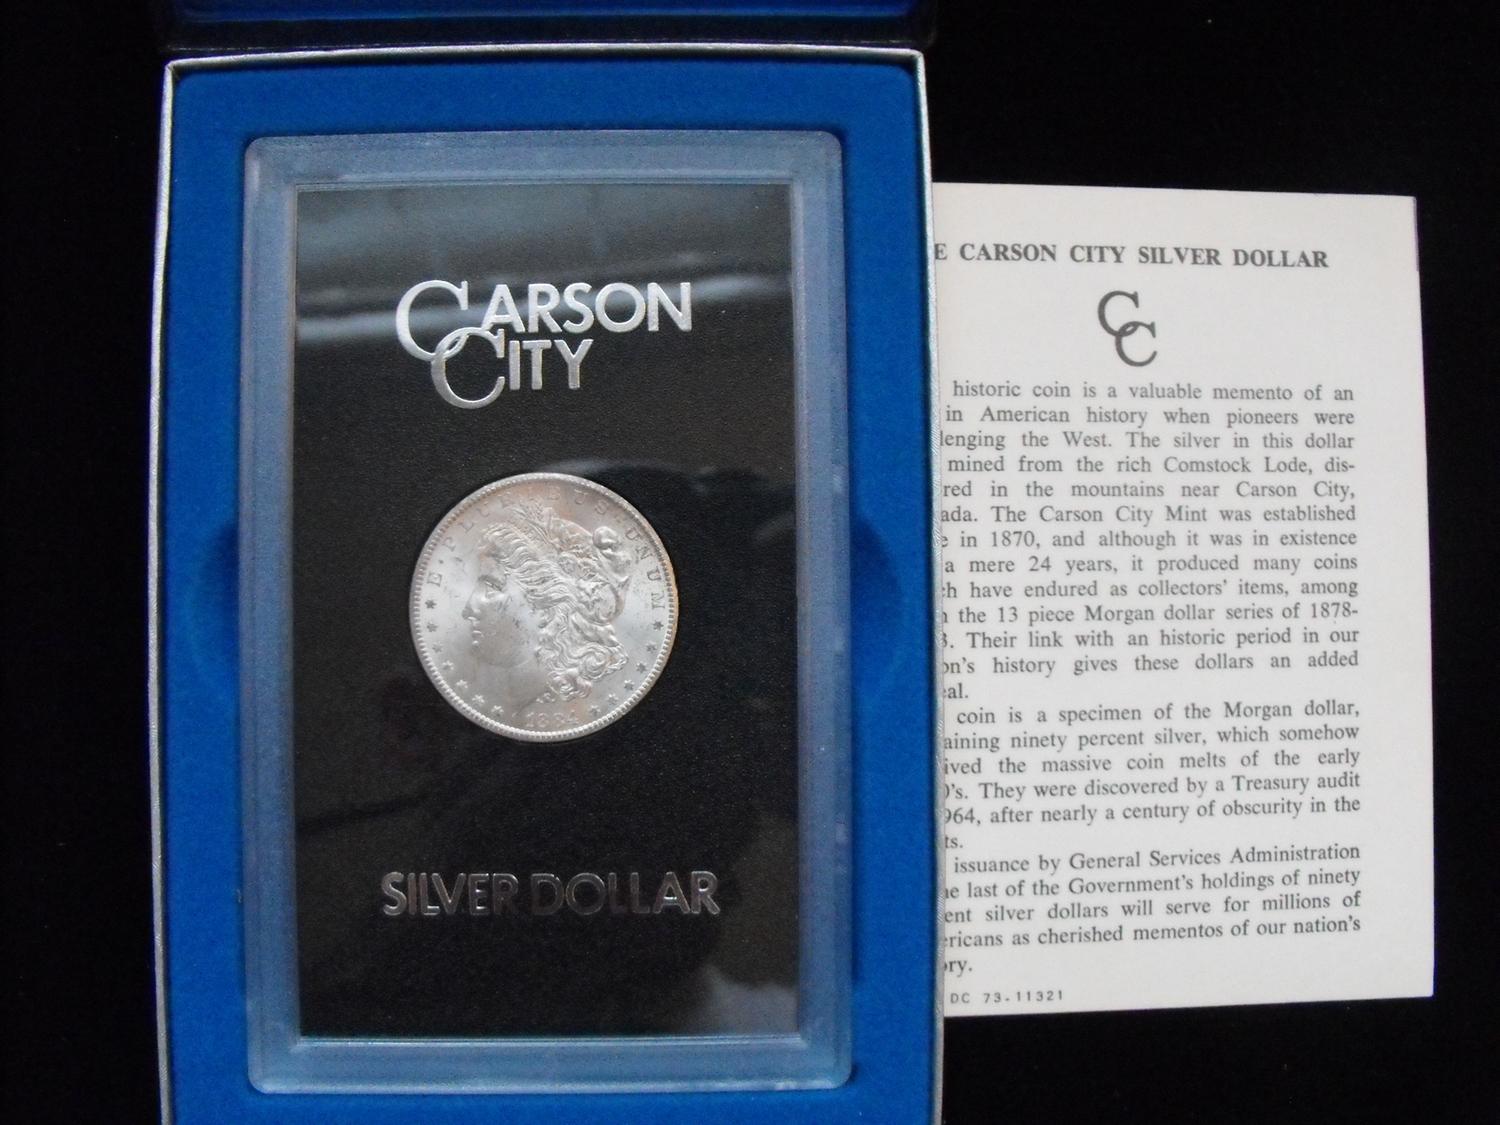 CARSON
CITY
E · PLURIBUS · UNUM
1884
SILVER DOLLAR
E CARSON CITY SILVER DOLLAR
CC
historic coin is a valuable memento of an
in American history when pioneers were
lenging the West. The silver in this dollar
mined from the rich Comstock Lode, dis-
red in the mountains near Carson City,
ada. The Carson City Mint was established
e in 1870, and although it was in existence
a mere 24 years, it produced many coins
ch have endured as collectors' items, among
the 13 piece Morgan dollar series of 1878-
3. Their link with an historic period in our
on's history gives these dollars an added
eal.
coin is a specimen of the Morgan dollar,
aining ninety percent silver, which somehow
ived the massive coin melts of the early
0's. They were discovered by a Treasury audit
964, after nearly a century of obscurity in the
ts.
issuance by General Services Administration
e last of the Government's holdings of ninety
ent silver dollars will serve for millions of
ricans as cherished mementos of our nation's
ory.
DC 73-11321